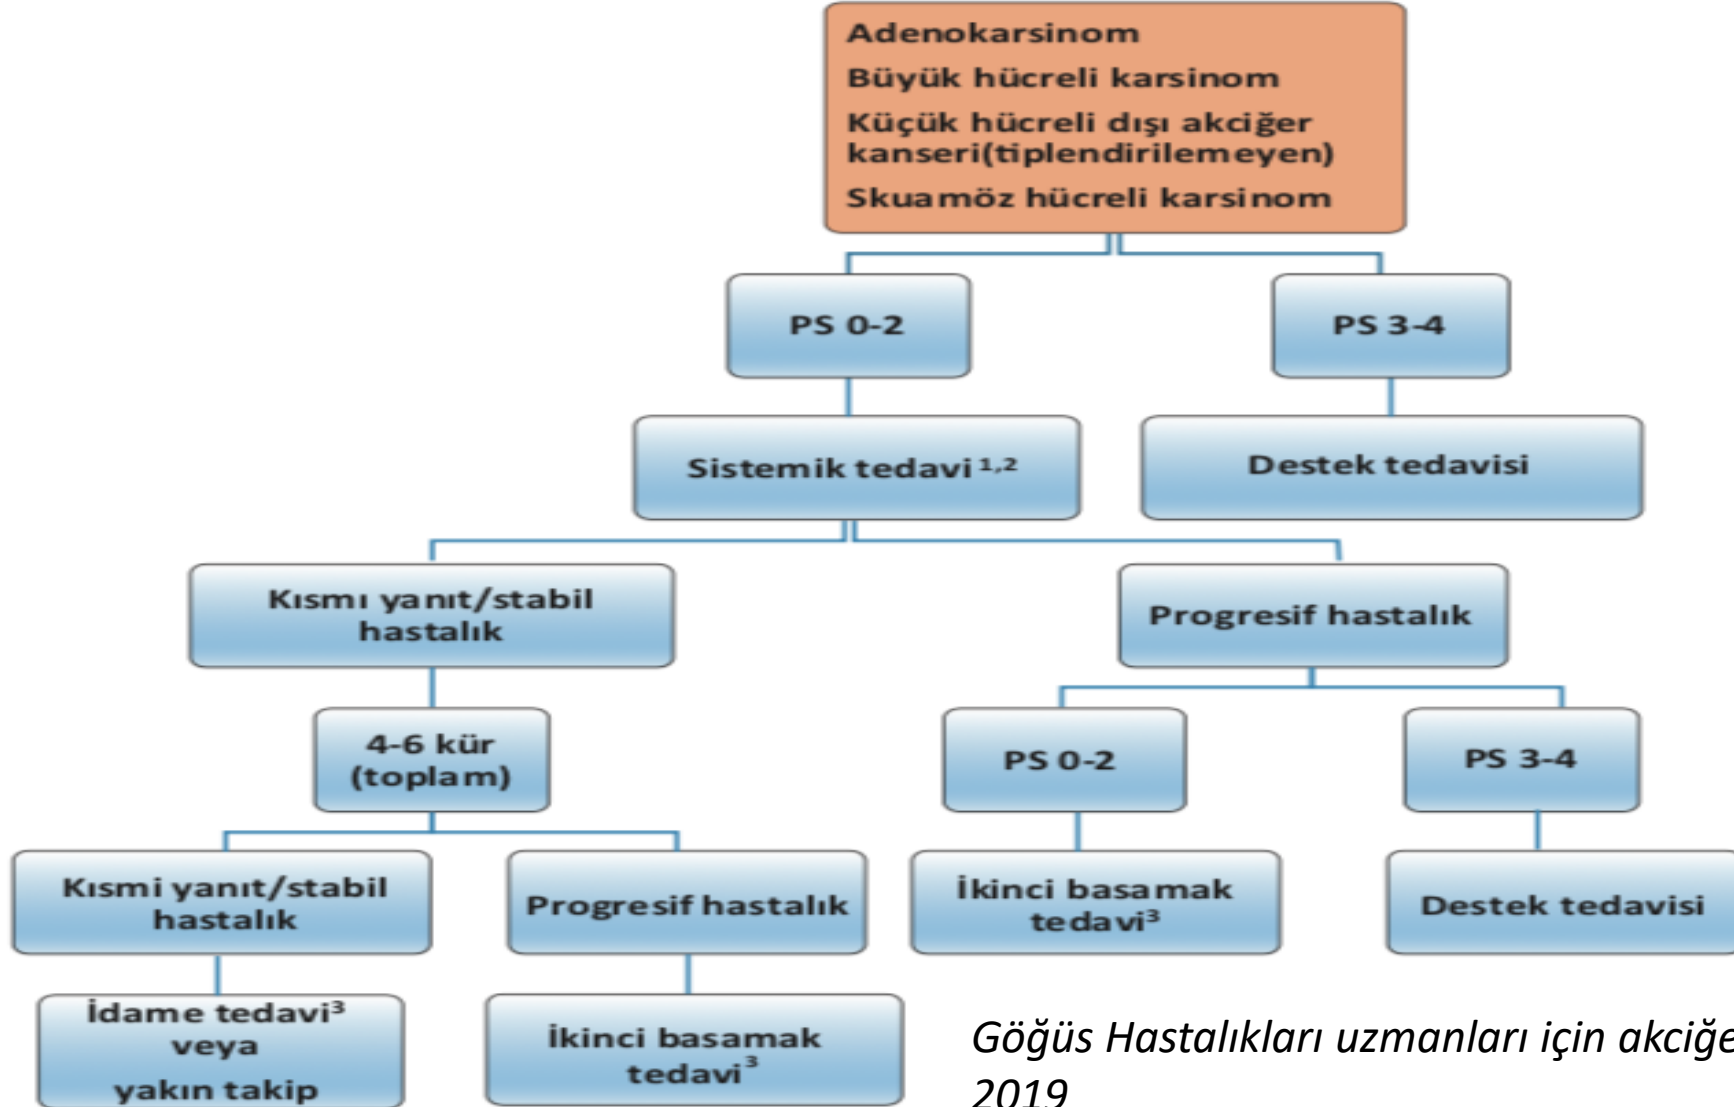 Adenokarsinom
Büyük hücreli karsinom
Küçük hücreli dışı akciğer
kanseri(tiplendirilemeyen)
Skuamöz hücreli karsinom
PS 0-2
PS 3-4
Sistemik tedavi 1,2
Destek tedavisi
Kısmı yanıt/stabil
hastalık
Progresif hastalık
4-6 kür
(toplam)
PS 0-2
PS 3-4
Kısmi yanıt/stabil
hastalık
Progresif hastalık
İkinci basamak
tedavi3
Destek tedavisi
İdame tedavi3
veya
yakın takip
İkinci basamak
tedavi3
Göğüs Hastalıkları uzmanları için
2019